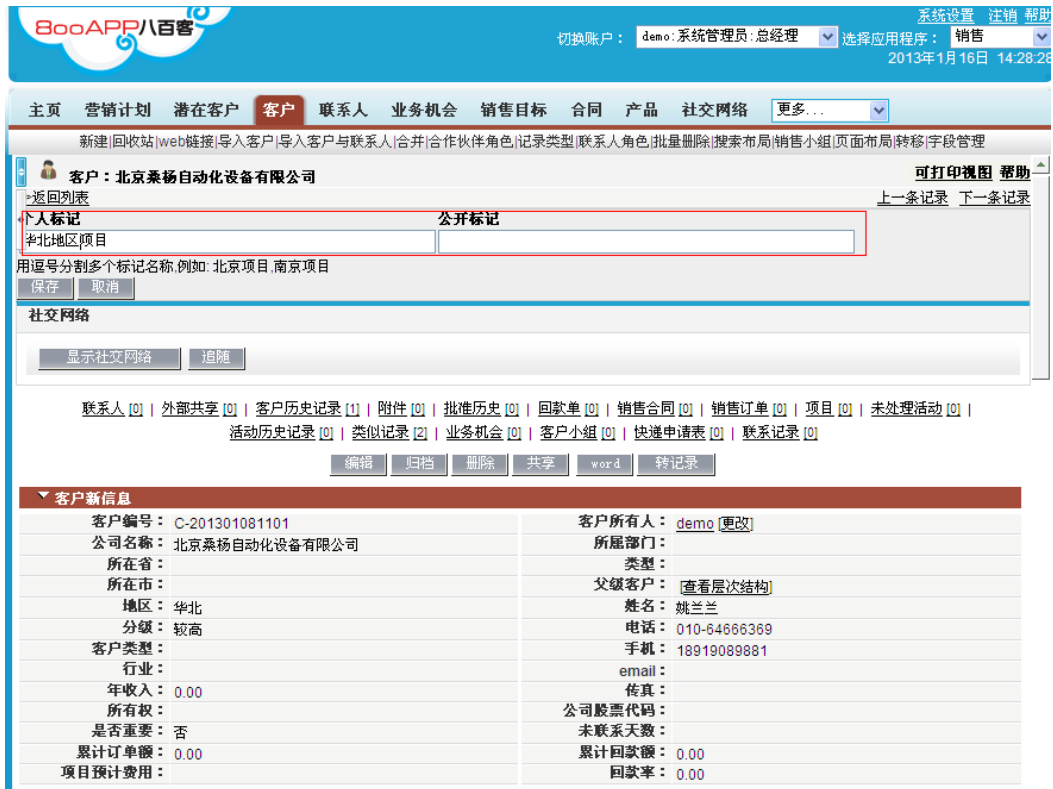 8ooAPP八百客
系统设置 注销 帮助
切换账户： demo:系统管理员:总经理 选择应用程序： 销售
2013年1月16日 14:28:28
主页 营销计划 潜在客户 客户 联系人 业务机会 销售目标 合同 产品 社交网络 更多...
新建|回收站|web链接|导入客户|导入客户与联系人|合并|合作伙伴角色|记录类型|联系人角色|批量删除|搜索布局|销售小组|页面布局|转移|字段管理
客户：北京桑杨自动化设备有限公司 可打印视图 帮助
>返回列表 上一条记录 下一条记录
个人标记 公开标记
华北地区项目
用逗号分割多个标记名称,例如: 北京项目,南京项目
保存 取消
社交网络
显示社交网络 追随
联系人 [0] | 外部共享 [0] | 客户历史记录 [1] | 附件 [0] | 批准历史 [0] | 回款单 [0] | 销售合同 [0] | 销售订单 [0] | 项目 [0] | 未处理活动 [0] |
活动历史记录 [0] | 类似记录 [2] | 业务机会 [0] | 客户小组 [0] | 快递申请表 [0] | 联系记录 [0]
编辑 归档 删除 共享 word 转记录
客户新信息
客户编号： C-201301081101 客户所有人： demo [更改]
公司名称： 北京桑杨自动化设备有限公司 所属部门：
所在省： 类型：
所在市： 父级客户： [查看层次结构]
地区： 华北 姓名： 姚兰兰
分级： 较高 电话： 010-64666369
客户类型： 手机： 18919089881
行业： email：
年收入： 0.00 传真：
所有权： 公司股票代码：
是否重要： 否 未联系天数：
累计订单额： 0.00 累计回款额： 0.00
项目预计费用： 回款率： 0.00